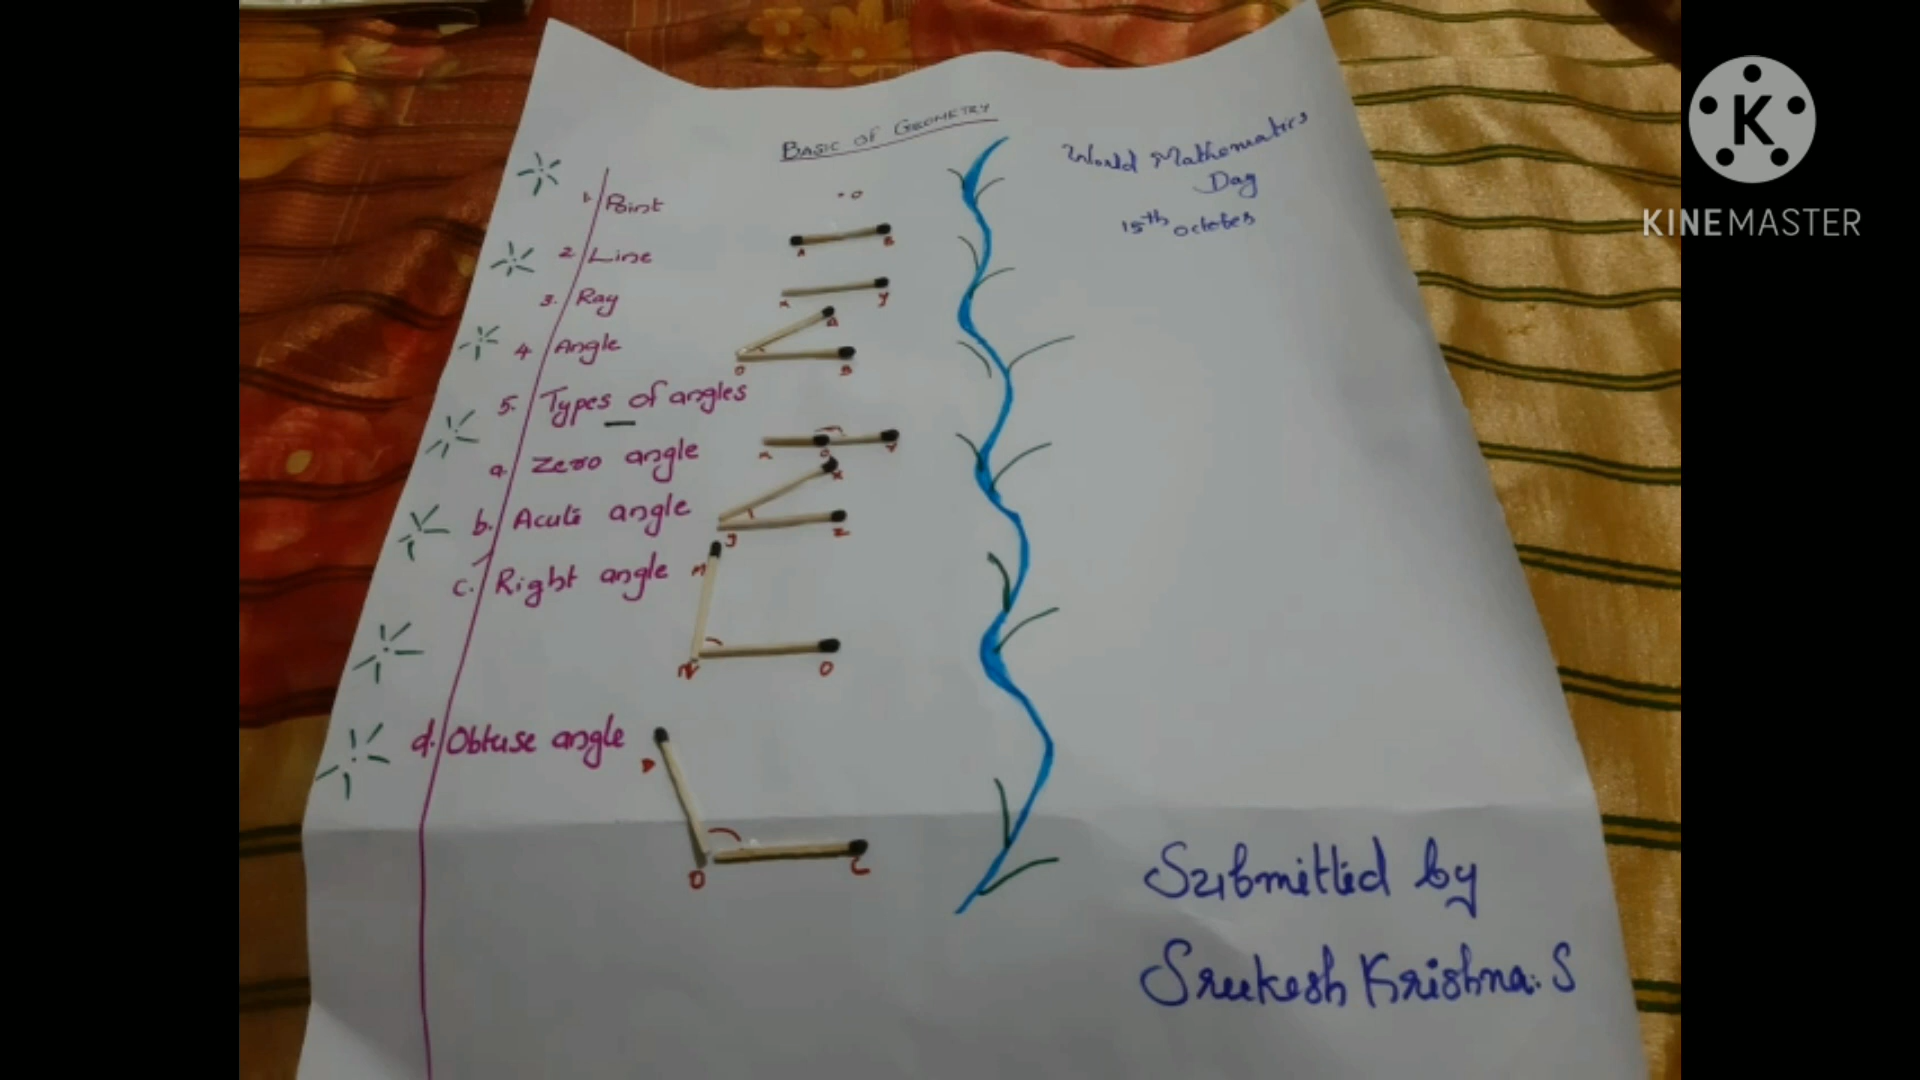 BASIC OF GEOMETRY
World Mathematics
Day
15th october
1. Point
. o
A B
2. Line
3. Ray
x y
4. Angle
A
O B
5. Types of angles
a. Zero angle
O
b. Acute angle
x
y z
c. Right angle
M
N O
d. Obtuse angle
D
O C
Submitted by
Sreekesh Krishna. S
K
KINEMASTER